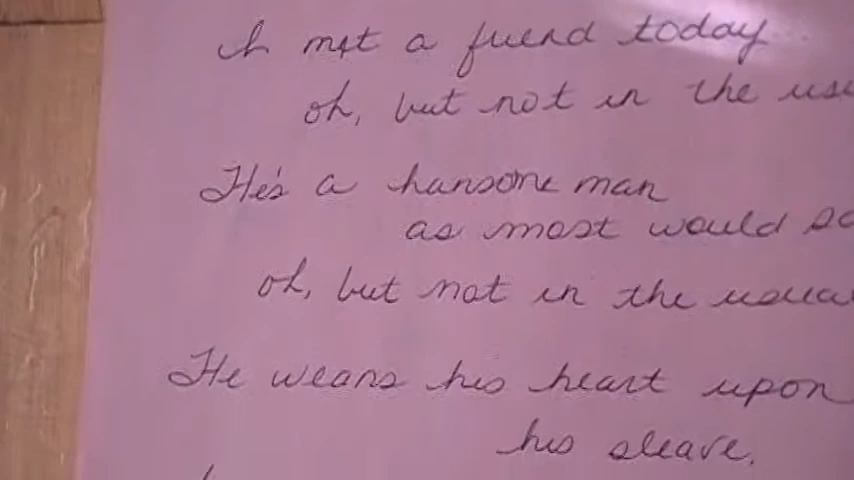 I met a friend today...
oh, but not in the
He's a hansome man
as most would
oh, but not in the
He wears his heart upon
his sleave.